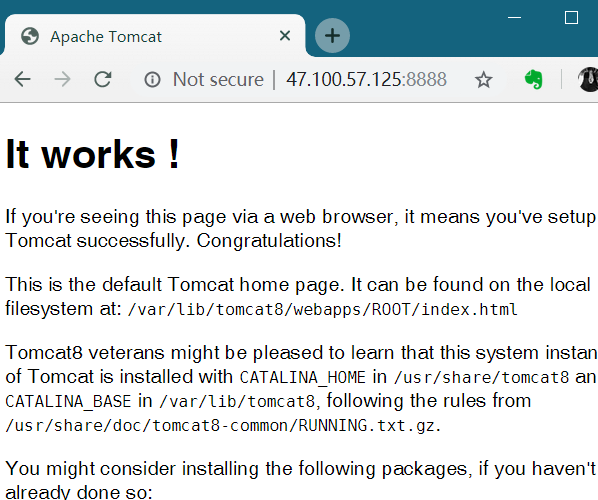 Apache Tomcat
Not secure | 47.100.57.125:8888
It works !
If you're seeing this page via a web browser, it means you've setup
Tomcat successfully. Congratulations!
This is the default Tomcat home page. It can be found on the local
filesystem at: /var/lib/tomcat8/webapps/ROOT/index.html
Tomcat8 veterans might be pleased to learn that this system instan
of Tomcat is installed with CATALINA_HOME in /usr/share/tomcat8 an
CATALINA_BASE in /var/lib/tomcat8, following the rules from
/usr/share/doc/tomcat8-common/RUNNING.txt.gz.
You might consider installing the following packages, if you haven't
already done so: